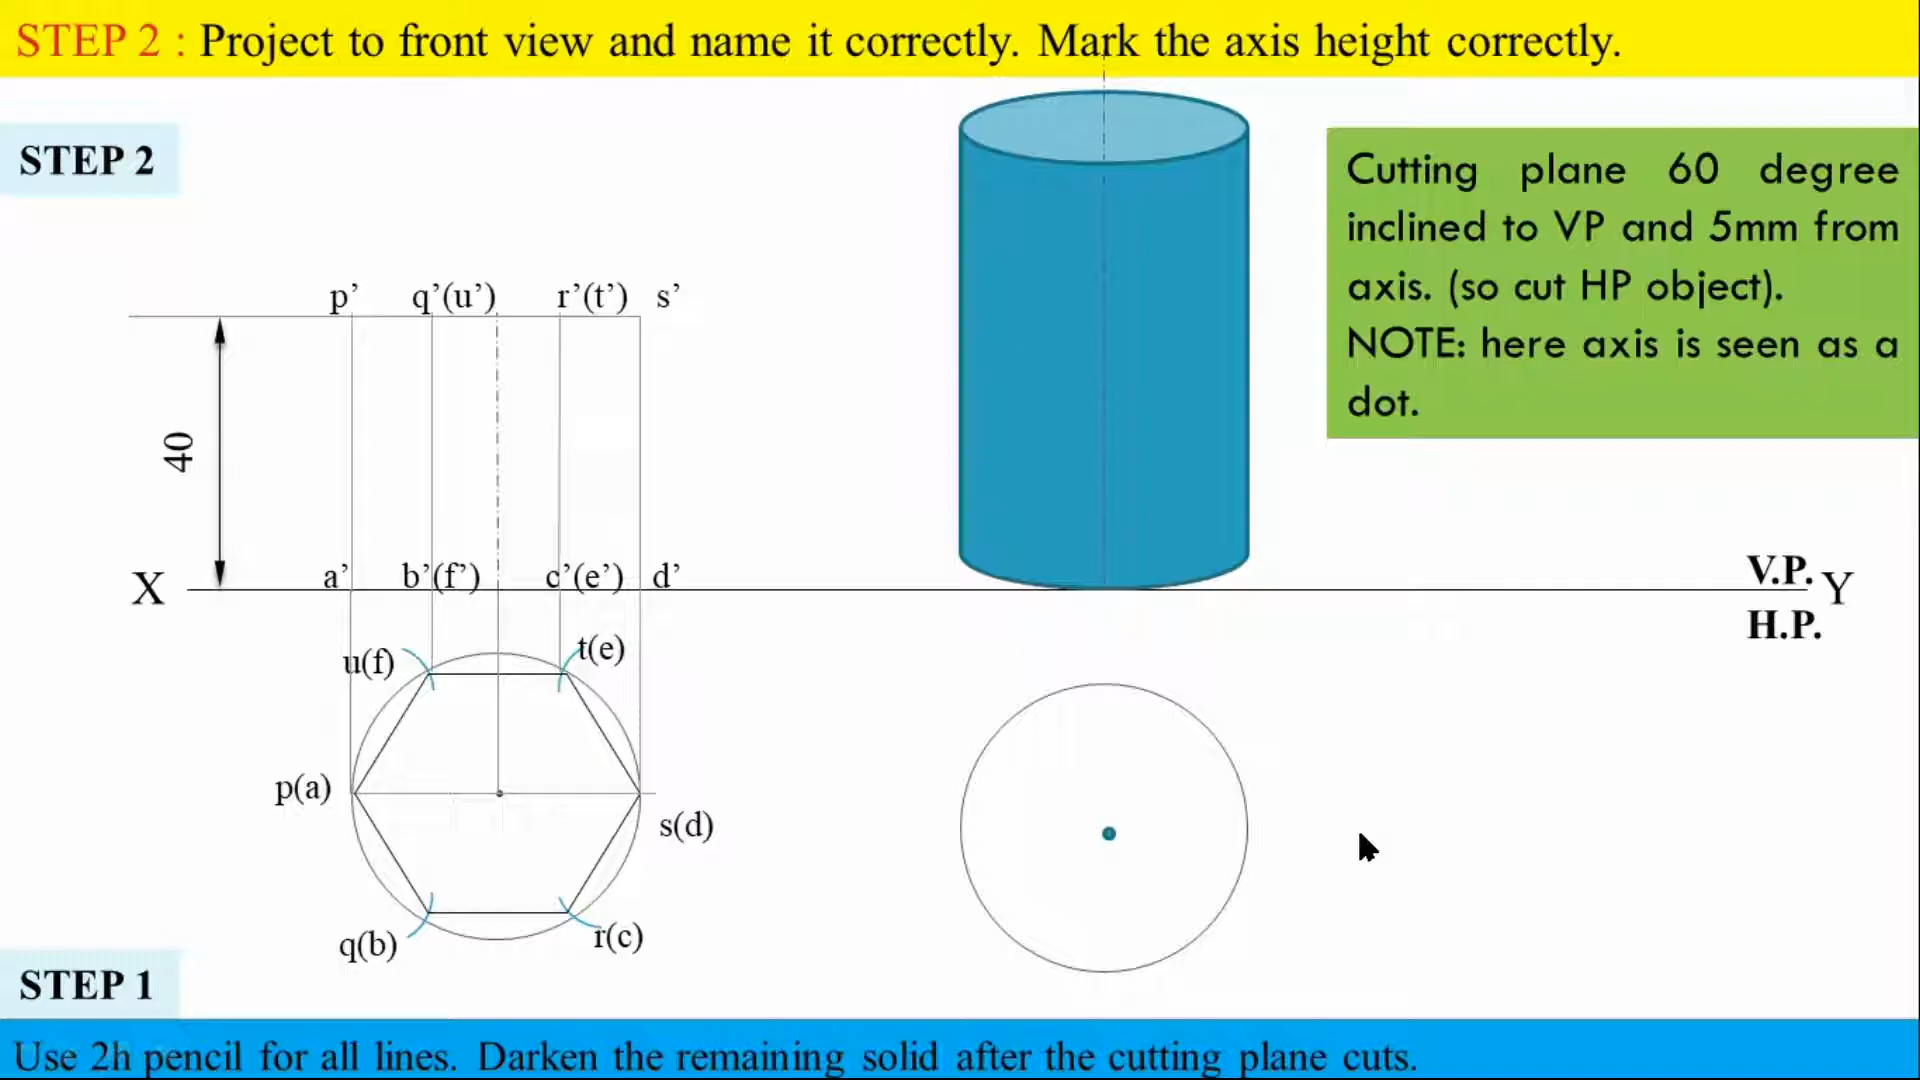 STEP 2 : Project to front view and name it correctly. Mark the axis height correctly.
STEP 2
Cutting plane 60 degree
inclined to VP and 5mm from
axis. (so cut HP object).
NOTE: here axis is seen as a
dot.
p’ q’(u’) r’(t’) s’
40
a’ b’(f’) c’(e’) d’
X
V.P.
Y
H.P.
u(f) t(e)
p(a)
s(d)
q(b) r(c)
STEP 1
Use 2h pencil for all lines. Darken the remaining solid after the cutting plane cuts.